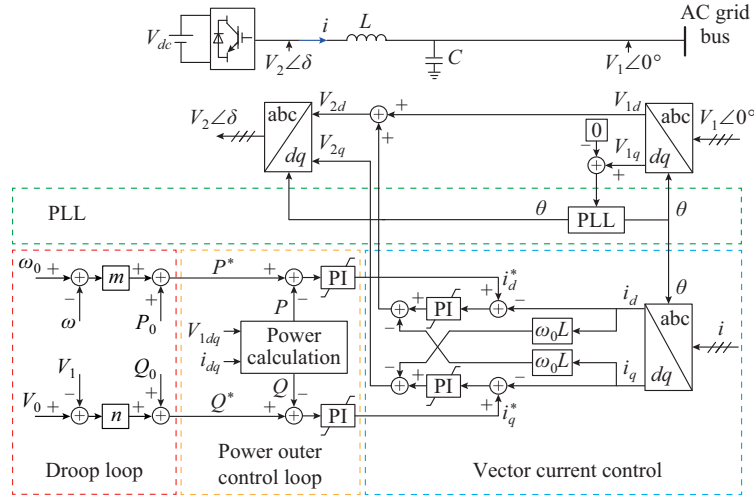 V_dc
i
L
AC grid
bus
V_2∠δ
C
V_1∠0°
V_2∠δ
abc
dq
V_2d
+
+
V_1d
abc
dq
V_1∠0°
V_2q
0
−
+
V_1q
PLL
θ
PLL
θ
θ
ω_0
+
−
ω
m
+
+
P_0
P*
+
−
P
PI
i_d*
+
−
PI
+
−
i_d
abc
dq
i
V_1dq
i_dq
Power
calculation
ω_0L
ω_0L
V_1
Q_0
V_0
+
−
n
+
+
Q*
Q
−
+
PI
−
+
PI
−
+
i_q
i_q*
Droop loop
Power outer
control loop
Vector current control